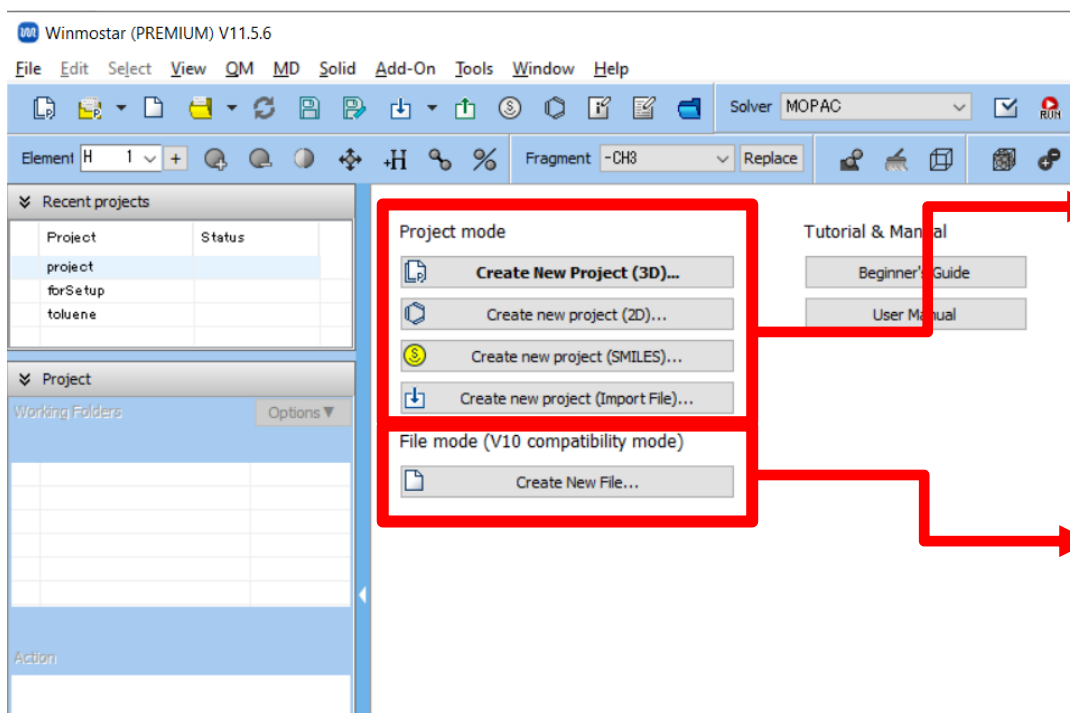 Winmostar (PREMIUM) V11.5.6
File Edit Select View QM MD Solid Add-On Tools Window Help
Solver MOPAC RUN
Element H 1 + +H Fragment -CH3 Replace
Recent projects
Project Status
project
forSetup
toluene
Project
Working Folders Options▼
Action
Project mode
Create New Project (3D)...
Create new project (2D)...
Create new project (SMILES)...
Create new project (Import File)...
File mode (V10 compatibility mode)
Create New File...
Tutorial & Manual
Beginner's Guide
User Manual